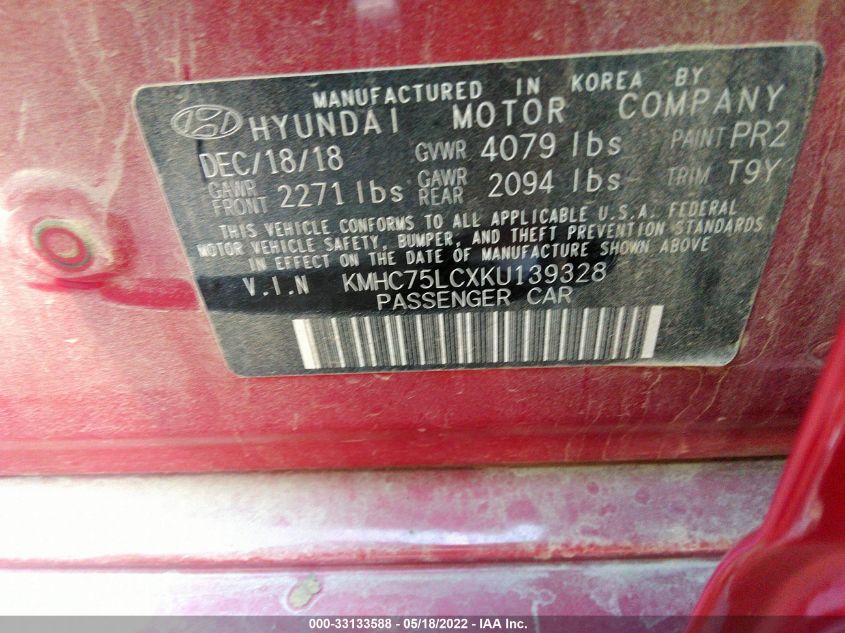 MANUFACTURED IN KOREA BY
HYUNDAI MOTOR COMPANY
DEC/18/18 GVWR 4079 lbs PAINT PR2
GAWR FRONT 2271 lbs GAWR REAR 2094 lbs TRIM T9Y
THIS VEHICLE CONFORMS TO ALL APPLICABLE U.S.A. FEDERAL
MOTOR VEHICLE SAFETY, BUMPER, AND THEFT PREVENTION STANDARDS
IN EFFECT ON THE DATE OF MANUFACTURE SHOWN ABOVE
V.I.N KMHC75LCXKU139328
PASSENGER CAR
000-33133588 - 05/18/2022 - IAA Inc.